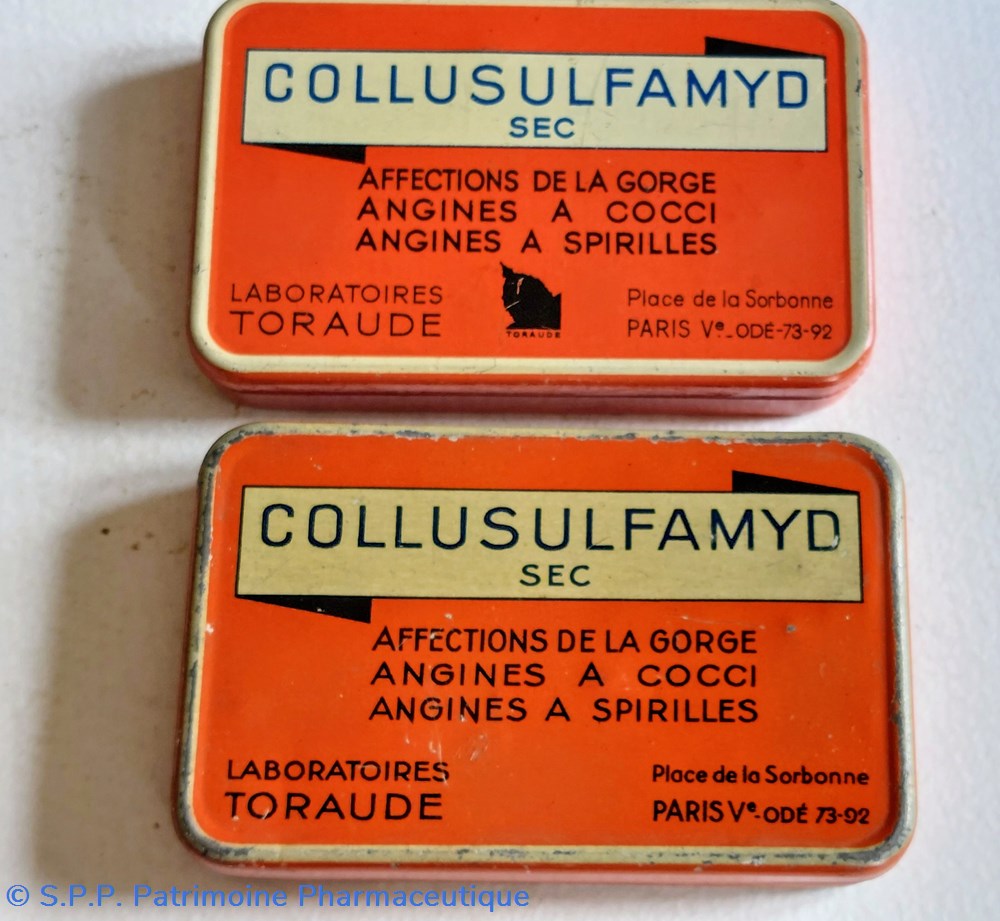 COLLUSULFAMYD
SEC
AFFECTIONS DE LA GORGE
ANGINES A COCCI
ANGINES A SPIRILLES
LABORATOIRES
TORAUDE
TORAUDE
Place de la Sorbonne
PARIS Ve_ODÉ-73-92
COLLUSULFAMYD
SEC
AFFECTIONS DE LA GORGE
ANGINES A COCCI
ANGINES A SPIRILLES
LABORATOIRES
TORAUDE
Place de la Sorbonne
PARIS Ve-ODÉ 73-92
© S.P.P. Patrimoine Pharmaceutique